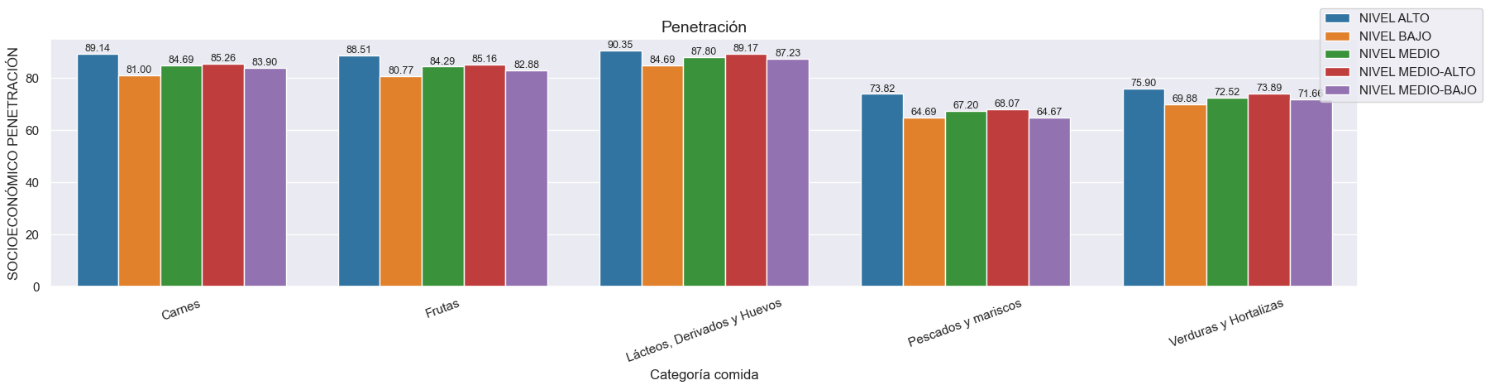 Penetración
NIVEL ALTO
NIVEL BAJO
NIVEL MEDIO
NIVEL MEDIO-ALTO
NIVEL MEDIO-BAJO
SOCIOECONÓMICO PENETRACIÓN
80
60
40
20
0
89.14 81.00 84.69 85.26 83.90
88.51 80.77 84.29 85.16 82.88
90.35 84.69 87.80 89.17 87.23
73.82 64.69 67.20 68.07 64.67
75.90 69.88 72.52 73.89 71.66
Carnes
Frutas
Lácteos, Derivados y Huevos
Pescados y mariscos
Verduras y Hortalizas
Categoría comida